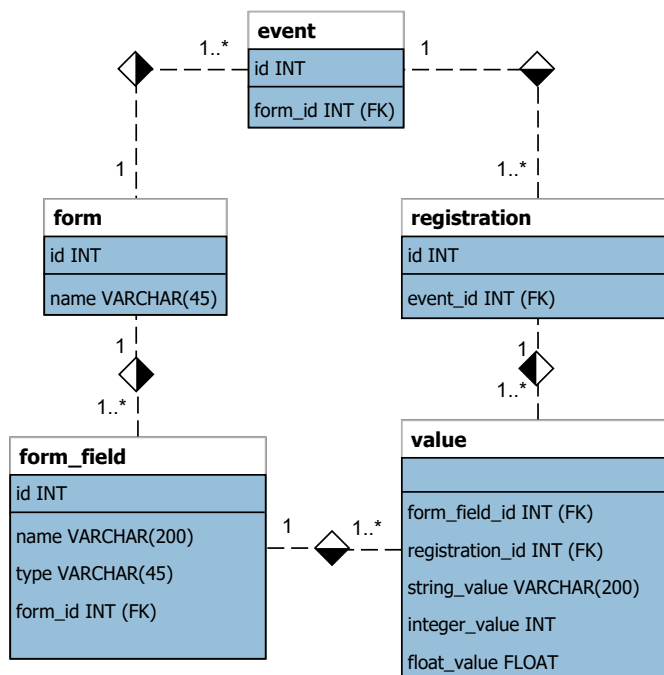 event
1..*
1
id INT
form_id INT (FK)
1
1..*
form
registration
id INT
id INT
name VARCHAR(45)
event_id INT (FK)
1
1
1..*
1..*
form_field
value
id INT
form_field_id INT (FK)
name VARCHAR(200)
1
1..*
registration_id INT (FK)
type VARCHAR(45)
string_value VARCHAR(200)
form_id INT (FK)
integer_value INT
float_value FLOAT